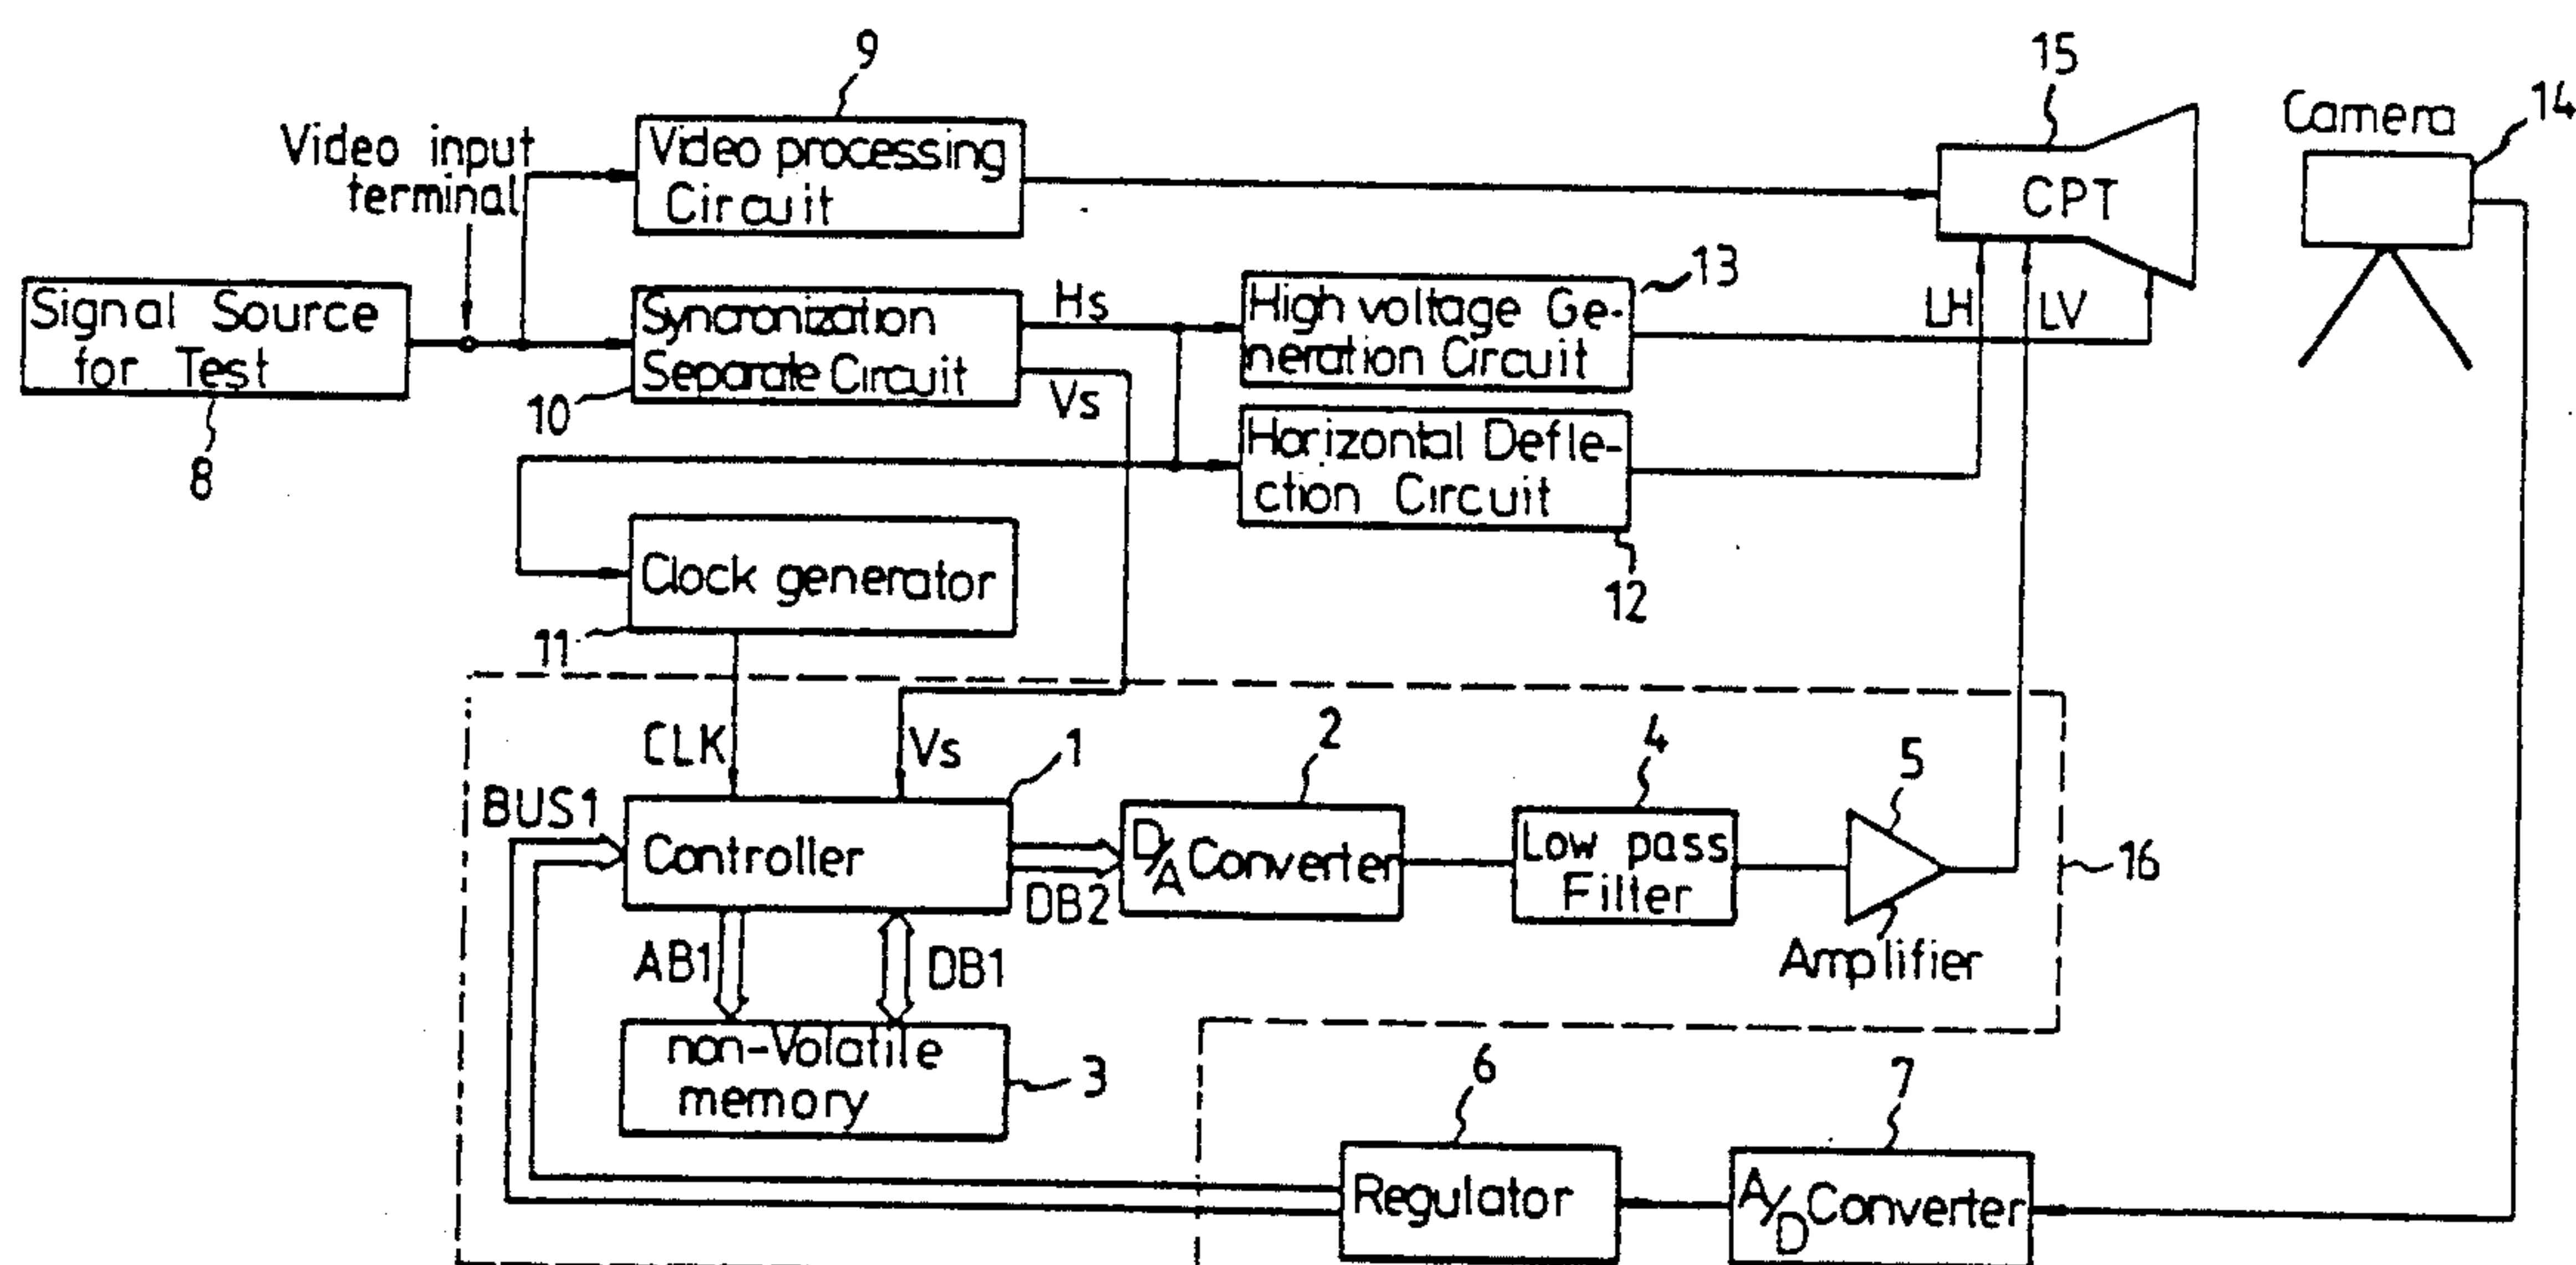 9
15
14
Camera
Video input
terminal
Video processing
Circuit
CPT
13
Signal Source
for Test
Syncronization
Separate Circuit
Hs
Vs
High voltage Ge-
neration Circuit
LH
LV
10
8
Horizontal Defle-
ction Circuit
12
Clock generator
11
CLK
Vs
1
2
4
5
BUS1
Controller
DB2
D/A Converter
Low pass
Filter
16
Amplifier
AB1
DB1
non-Volatile
memory
3
6
7
Regulator
A/D Converter